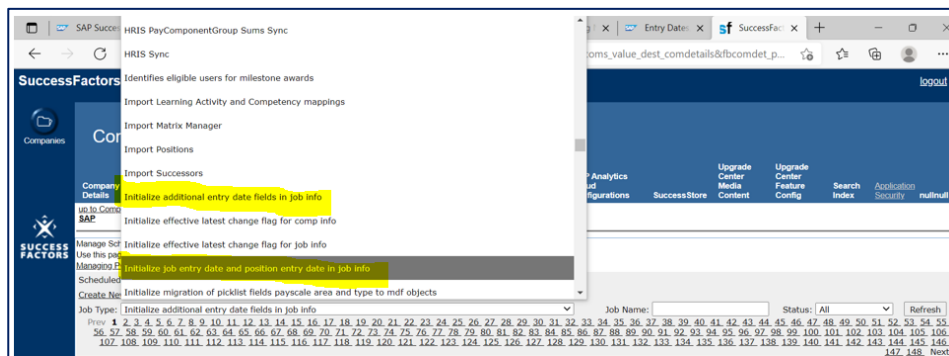 SAP Succes
Entry Dates
SuccessFac
oms_value_dest_comdetails&fbcomdet_p...
SuccessFactors
logout
Companies
Com
HRIS PayComponentGroup Sums Sync
HRIS Sync
Identifies eligible users for milestone awards
Import Learning Activity and Competency mappings
Import Matrix Manager
Import Positions
Import Successors
Initialize additional entry date fields in job info
Initialize effective latest change flag for comp info
Initialize effective latest change flag for job info
Initialize job entry date and position entry date in job info
Initialize migration of picklist fields payscale area and type to mdf objects
Company Details
Analytics
ud
figurations
SuccessStore
Upgrade Center Media Content
Upgrade Center Feature Config
Search Index
Application Security
nullnull
up to Comp
SAP
SUCCESS
FACTORS
Manage Sch
Use this pag
Managing P
Scheduled
Create New
Job Type: Initialize additional entry date fields in job info Job Name: Status: All Refresh
Prev 1 2 3 4 5 6 7 8 9 10 11 12 13 14 15 16 17 18 19 20 21 22 23 24 25 26 27 28 29 30 31 32 33 34 35 36 37 38 39 40 41 42 43 44 45 46 47 48 49 50 51 52 53 54 55
56 57 58 59 60 61 62 63 64 65 66 67 68 69 70 71 72 73 74 75 76 77 78 79 80 81 82 83 84 85 86 87 88 89 90 91 92 93 94 95 96 97 98 99 100 101 102 103 104 105 106
107 108 109 110 111 112 113 114 115 116 117 118 119 120 121 122 123 124 125 126 127 128 129 130 131 132 133 134 135 136 137 138 139 140 141 142 143 144 145 146
147 148 Next